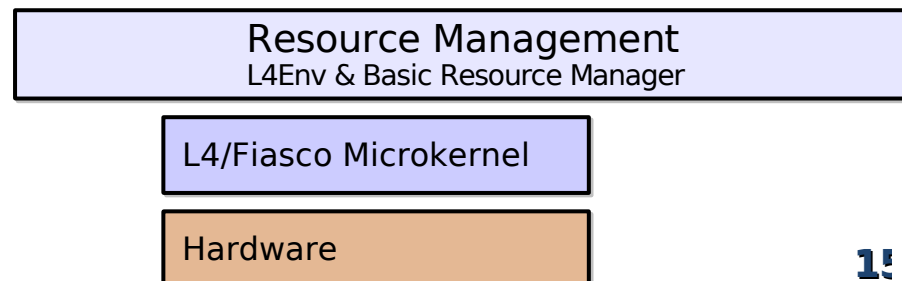 Resource Management
L4Env & Basic Resource Manager
L4/Fiasco Microkernel
Hardware